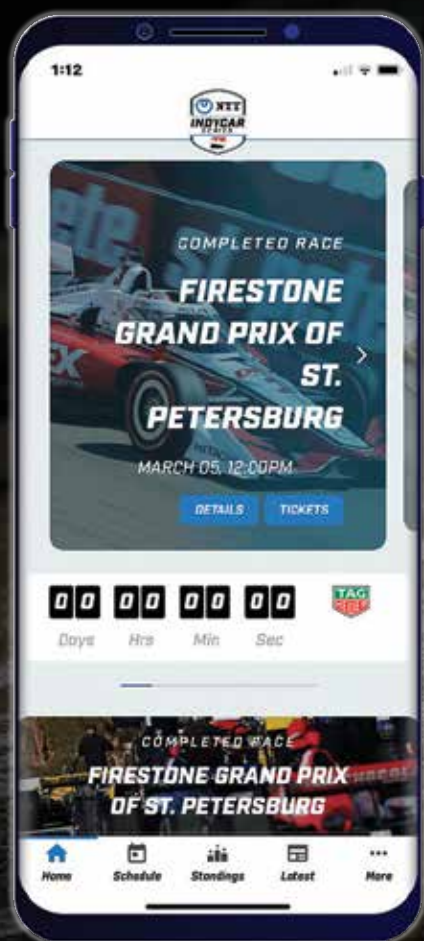 1:12
NTT
INDYCAR
SERIES
COMPLETED RACE
FIRESTONE
GRAND PRIX OF
ST.
PETERSBURG
MARCH 05, 12:00PM
DETAILS
TICKETS
00 00 00 00
TAG
Days Hrs Min Sec
COMPLETED RACE
FIRESTONE GRAND PRIX
OF ST. PETERSBURG
Home Schedule Standings Latest More